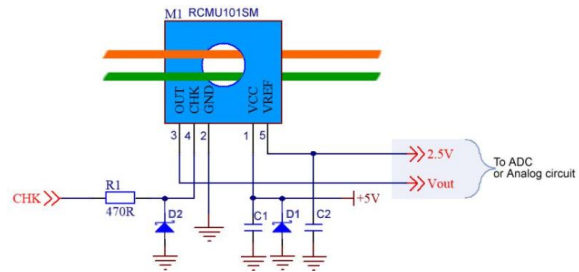 M1 RCMU101SM
OUT
CHK
GND
VCC
VREF
3 4 2 1 5
2.5V
To ADC
or Analog circuit
Vout
CHK
R1
470R
D2
C1
D1
C2
+5V